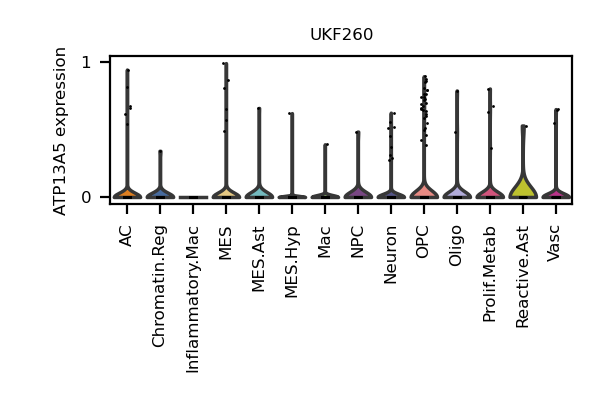 UKF260
ATP13A5 expression
1
0
AC
Chromatin.Reg
Inflammatory.Mac
MES
MES.Ast
MES.Hyp
Mac
NPC
Neuron
OPC
Oligo
Prolif.Metab
Reactive.Ast
Vasc